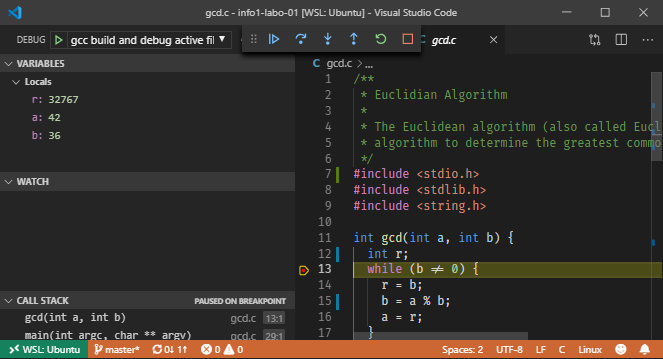 gcd.c - info1-labo-01 [WSL: Ubuntu] - Visual Studio Code
DEBUG gcc build and debug active fil
gcd.c
VARIABLES
Locals
r: 32767
a: 42
b: 36
WATCH
CALL STACK PAUSED ON BREAKPOINT
gcd(int a, int b) gcd.c 13:1
main(int argc, char ** argv) gcd.c 29:1
C gcd.c > ...
1 /**
2 * Euclidian Algorithm
3 *
4 * The Euclidean algorithm (also called Eucl
5 * algorithm to determine the greatest commo
6 */
7 #include <stdio.h>
8 #include <stdlib.h>
9 #include <string.h>
10
11 int gcd(int a, int b) {
12 int r;
13 while (b ≠ 0) {
14 r = b;
15 b = a % b;
16 a = r;
17 }
WSL: Ubuntu master* 0↓ 1↑ 0 0 Spaces: 2 UTF-8 LF C Linux